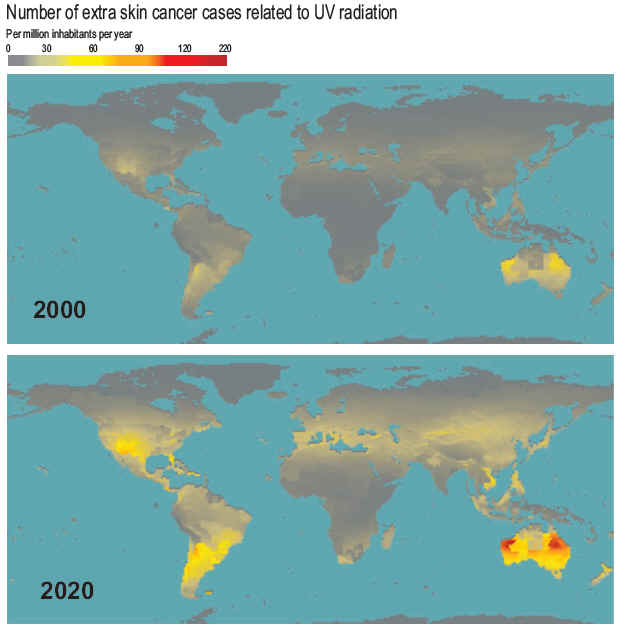 Number of extra skin cancer cases related to UV radiation
Per million inhabitants per year
0 30 60 90 120 220
2000
2020